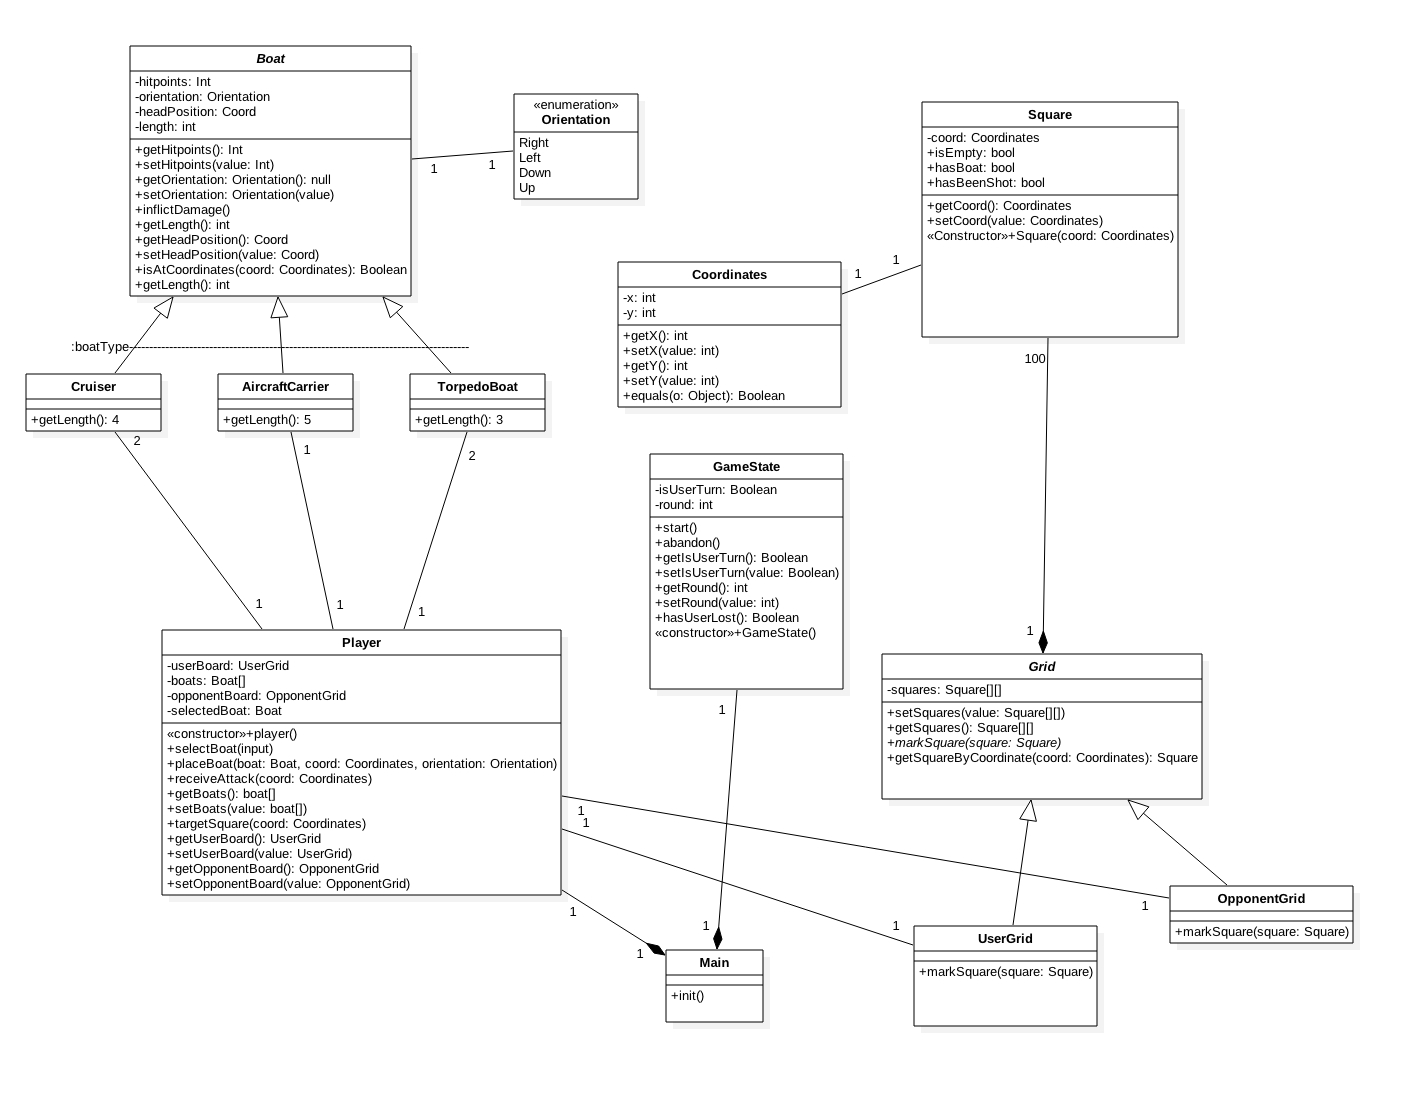 Boat
-hitpoints: Int
-orientation: Orientation
-headPosition: Coord
-length: int
+getHitpoints(): Int
+setHitpoints(value: Int)
+getOrientation: Orientation(): null
+setOrientation: Orientation(value)
+inflictDamage()
+getLength(): int
+getHeadPosition(): Coord
+setHeadPosition(value: Coord)
+isAtCoordinates(coord: Coordinates): Boolean
+getLength(): int
«enumeration»
Orientation
Right
Left
Down
Up
1
1
Square
-coord: Coordinates
+isEmpty: bool
+hasBoat: bool
+hasBeenShot: bool
+getCoord(): Coordinates
+setCoord(value: Coordinates)
«Constructor»+Square(coord: Coordinates)
1
1
Coordinates
-x: int
-y: int
+getX(): int
+setX(value: int)
+getY(): int
+setY(value: int)
+equals(o: Object): Boolean
:boatType
Cruiser
+getLength(): 4
AircraftCarrier
+getLength(): 5
TorpedoBoat
+getLength(): 3
2
1
2
100
GameState
-isUserTurn: Boolean
-round: int
+start()
+abandon()
+getIsUserTurn(): Boolean
+setIsUserTurn(value: Boolean)
+getRound(): int
+setRound(value: int)
+hasUserLost(): Boolean
«constructor»+GameState()
1
1
1
1
Player
-userBoard: UserGrid
-boats: Boat[]
-opponentBoard: OpponentGrid
-selectedBoat: Boat
«constructor»+player()
+selectBoat(input)
+placeBoat(boat: Boat, coord: Coordinates, orientation: Orientation)
+receiveAttack(coord: Coordinates)
+getBoats(): boat[]
+setBoats(value: boat[])
+targetSquare(coord: Coordinates)
+getUserBoard(): UserGrid
+setUserBoard(value: UserGrid)
+getOpponentBoard(): OpponentGrid
+setOpponentBoard(value: OpponentGrid)
Grid
-squares: Square[][]
+setSquares(value: Square[][])
+getSquares(): Square[][]
+markSquare(square: Square)
+getSquareByCoordinate(coord: Coordinates): Square
1
1
1
1
1
1
1
1
Main
+init()
UserGrid
+markSquare(square: Square)
OpponentGrid
+markSquare(square: Square)